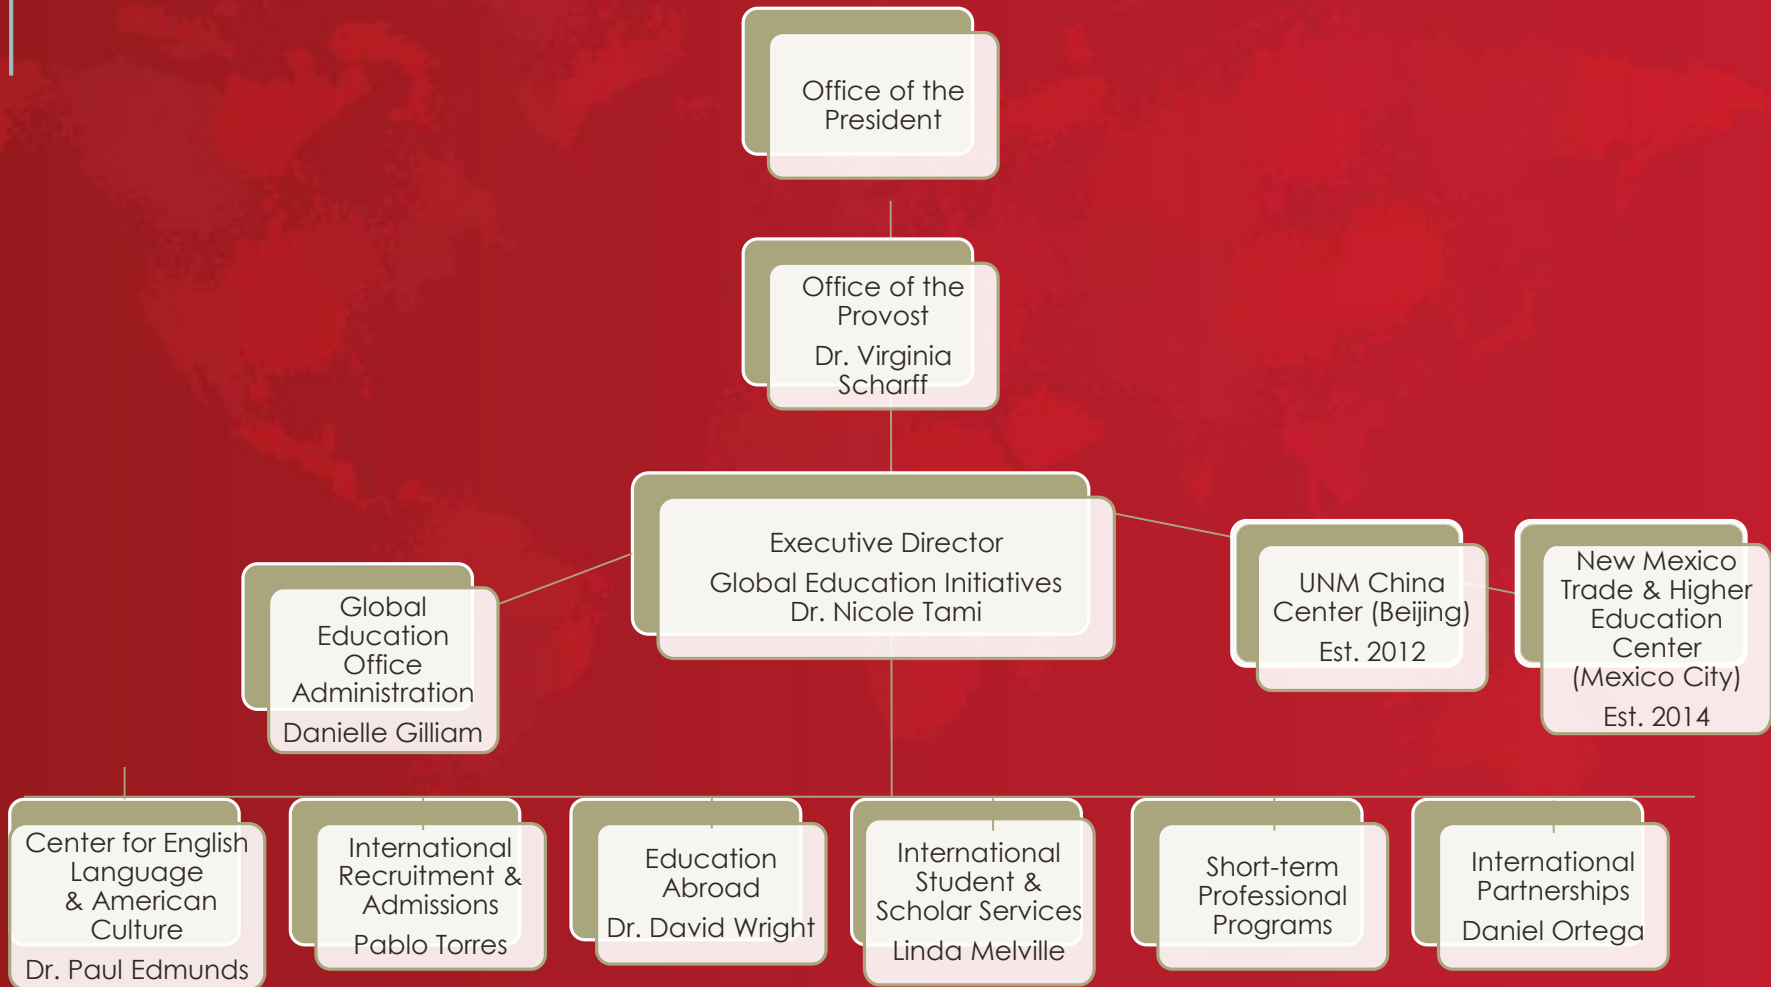 Office of the
President
Office of the
Provost
Dr. Virginia
Scharff
Executive Director
Global Education Initiatives
Dr. Nicole Tami
Global
Education
Office
Administration
Danielle Gilliam
UNM China
Center (Beijing)
Est. 2012
New Mexico
Trade & Higher
Education
Center
(Mexico City)
Est. 2014
Center for English
Language
& American
Culture
Dr. Paul Edmunds
International
Recruitment &
Admissions
Pablo Torres
Education
Abroad
Dr. David Wright
International
Student &
Scholar Services
Linda Melville
Short-term
Professional
Programs
International
Partnerships
Daniel Ortega